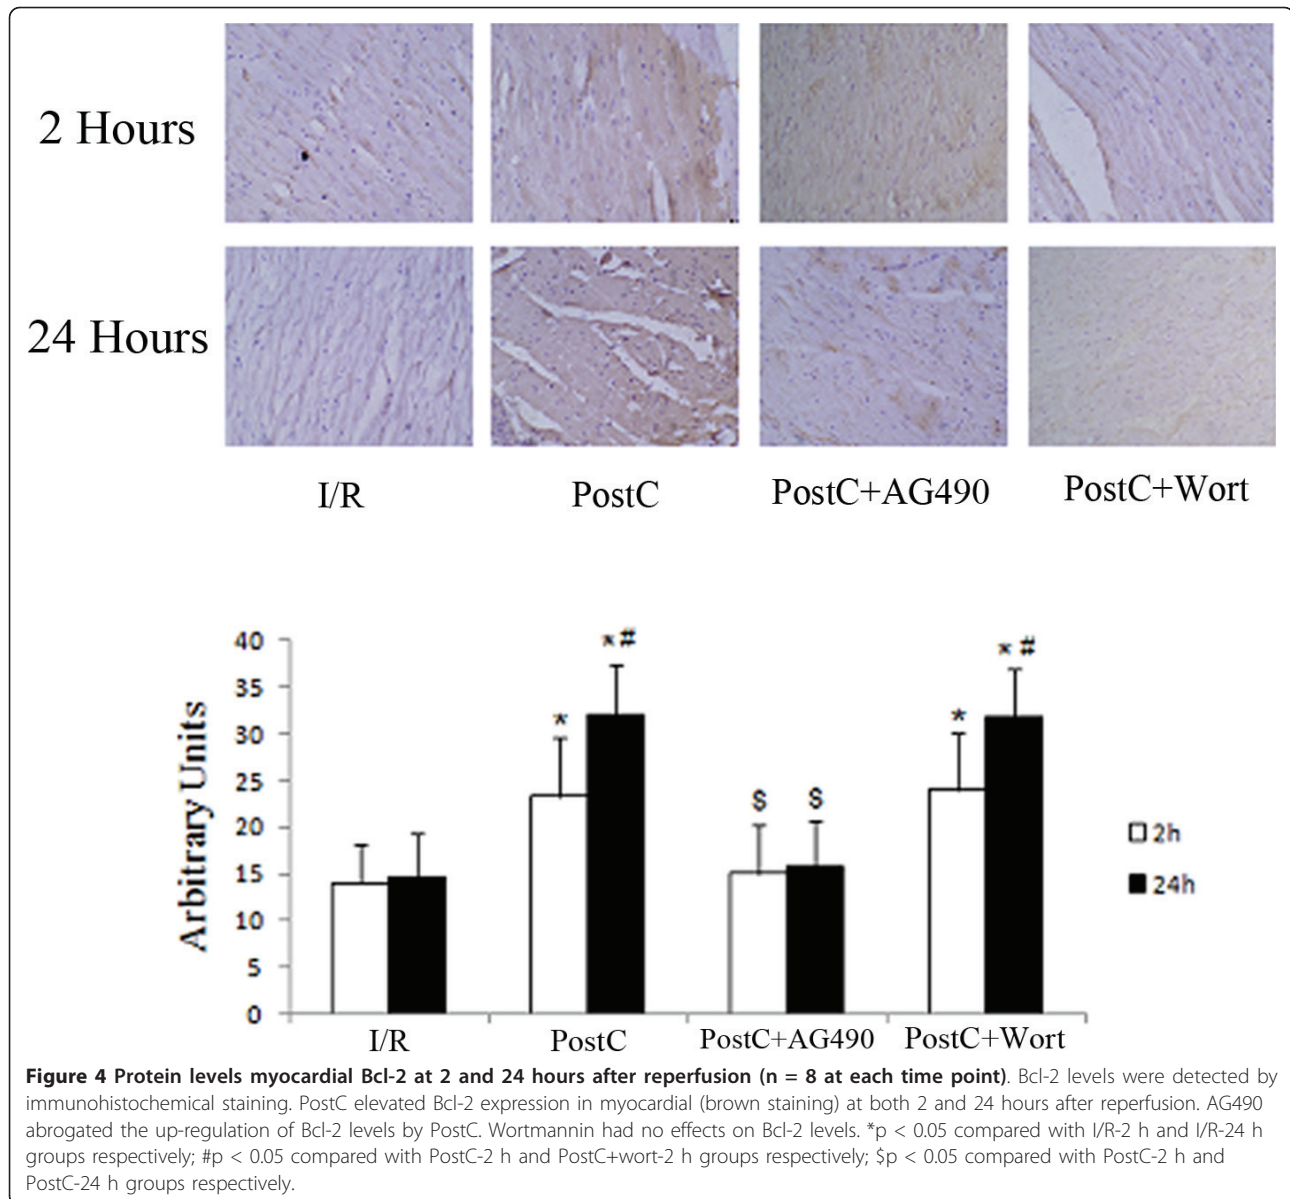 2 Hours
24 Hours
I/R PostC PostC+AG490 PostC+Wort
40
35
30
25
20
15
10
5
0
Arbitrary Units
* *# $ $ * *#
2h
24h
I/R PostC PostC+AG490 PostC+Wort
Figure 4 Protein levels myocardial Bcl-2 at 2 and 24 hours after reperfusion (n = 8 at each time point). Bcl-2 levels were detected by
immunohistochemical staining. PostC elevated Bcl-2 expression in myocardial (brown staining) at both 2 and 24 hours after reperfusion. AG490
abrogated the up-regulation of Bcl-2 levels by PostC. Wortmannin had no effects on Bcl-2 levels. *p < 0.05 compared with I/R-2 h and I/R-24 h
groups respectively; #p < 0.05 compared with PostC-2 h and PostC+wort-2 h groups respectively; $p < 0.05 compared with PostC-2 h and
PostC-24 h groups respectively.